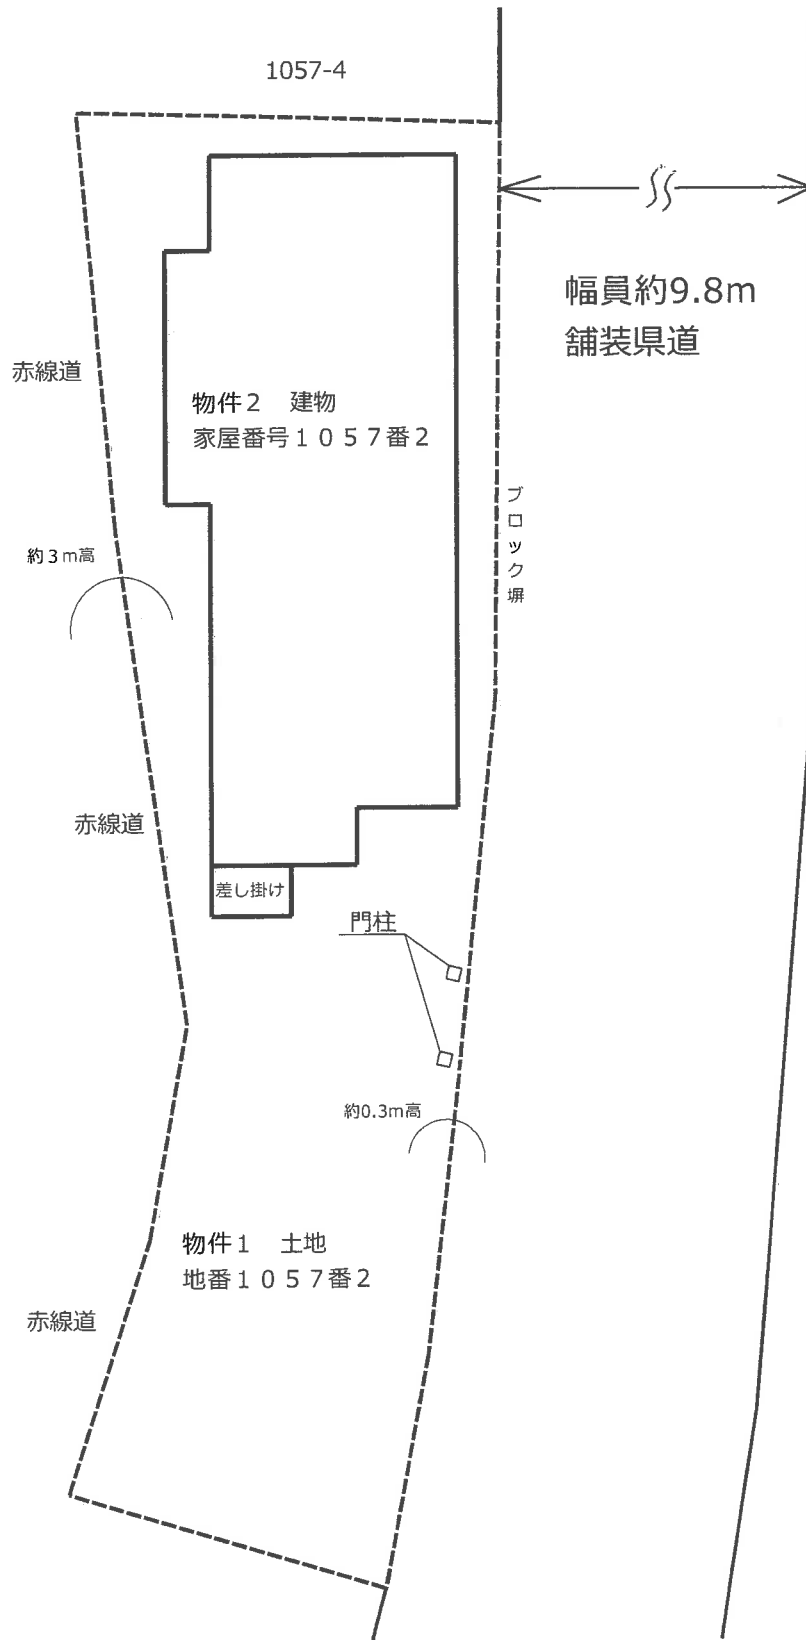 1057-4
幅員約9.8m
舗装県道
赤線道
物件２　建物
家屋番号１０５７番２
ブロック塀
約３ｍ高
赤線道
差し掛け
門柱
約0.3m高
物件１　土地
地番１０５７番２
赤線道